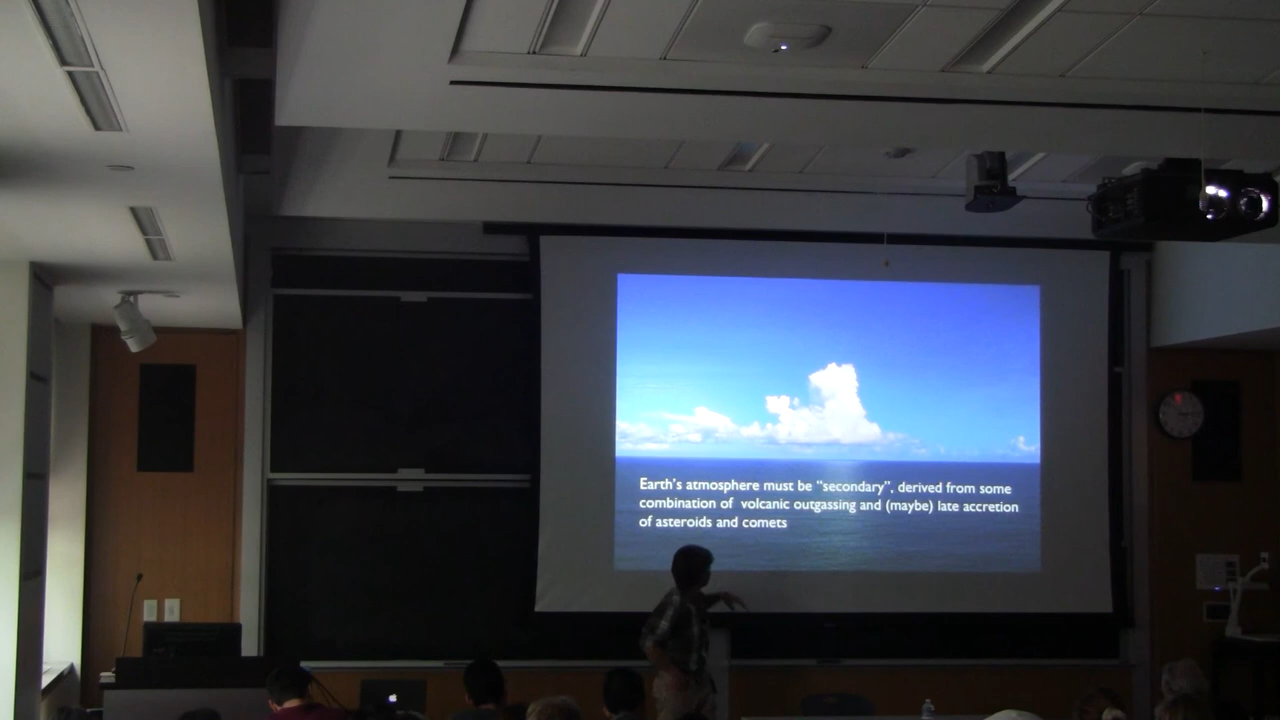 Earth's atmosphere must be "secondary", derived from some
combination of volcanic outgassing and (maybe) late accretion
of asteroids and comets